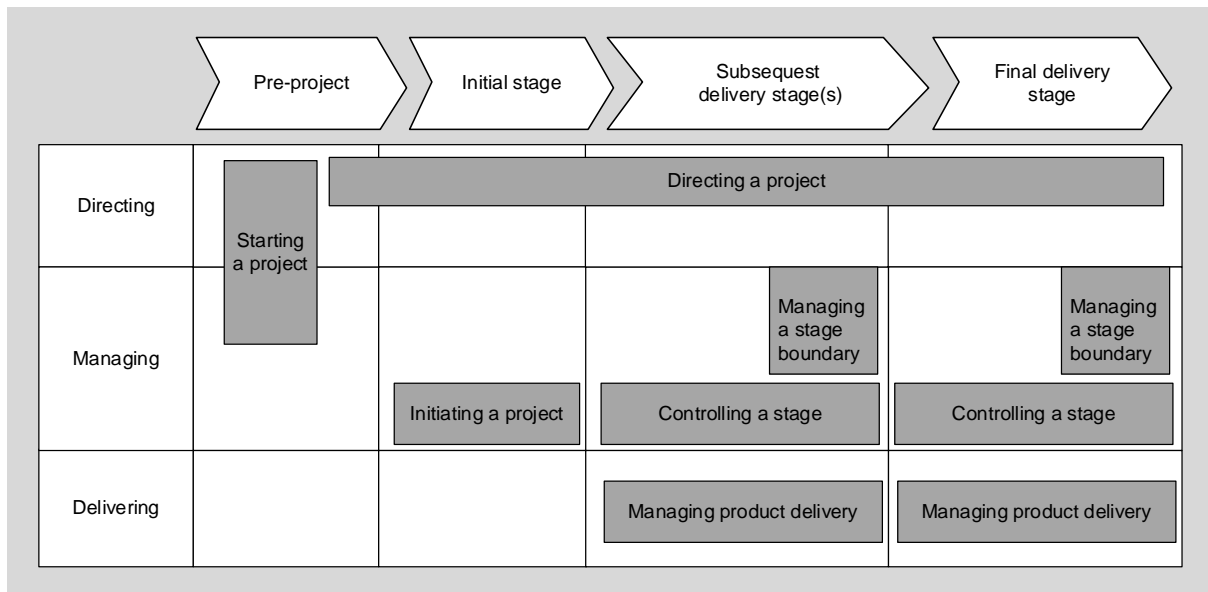 Pre-project
Initial stage
Subsequest
delivery stage(s)
Final delivery
stage
Directing
Starting
a project
Directing a project
Managing
Managing
a stage
boundary
Managing
a stage
boundary
Initiating a project
Controlling a stage
Controlling a stage
Delivering
Managing product delivery
Managing product delivery